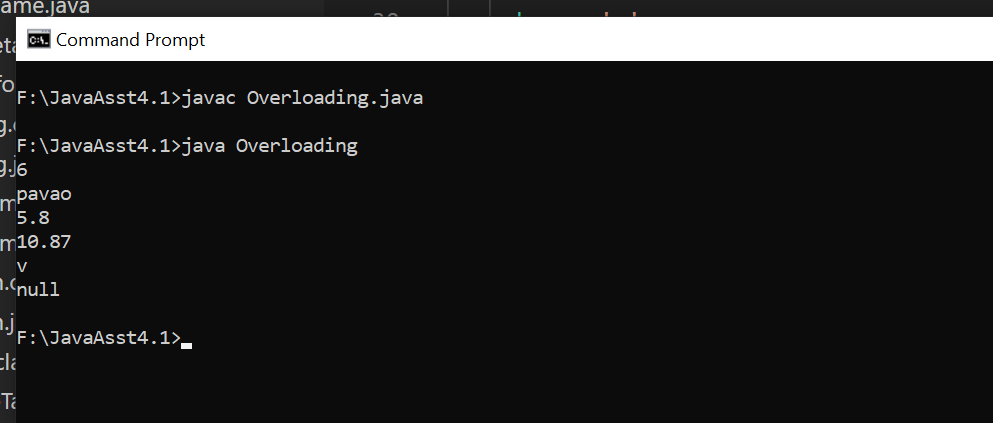 ame.java
Command Prompt
F:\JavaAsst4.1>javac Overloading.java
F:\JavaAsst4.1>java Overloading
6
pavao
5.8
10.87
v
null
F:\JavaAsst4.1>